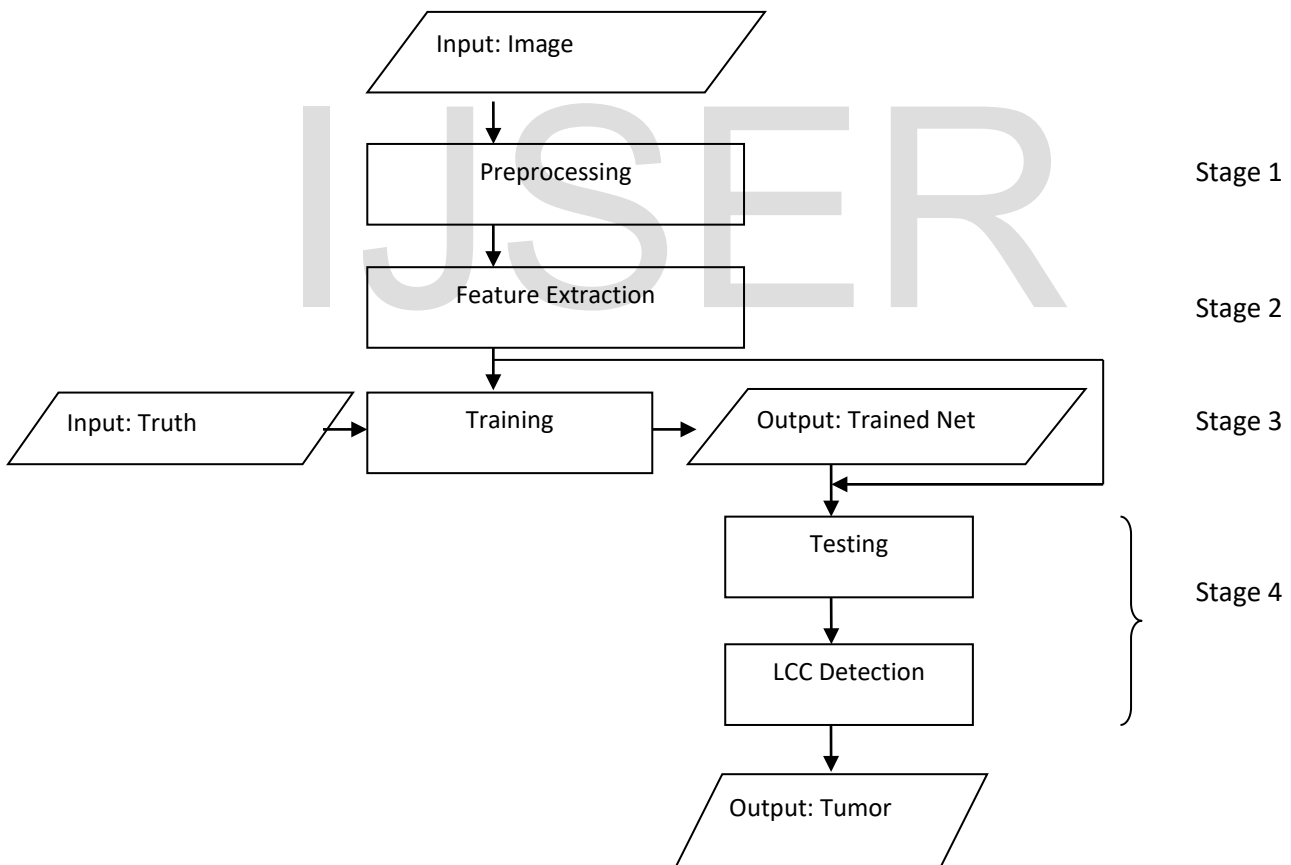 Input: Image
IJSER
Preprocessing
Stage 1
Feature Extraction
Stage 2
Input: Truth
Training
Output: Trained Net
Stage 3
Testing
Stage 4
LCC Detection
Output: Tumor